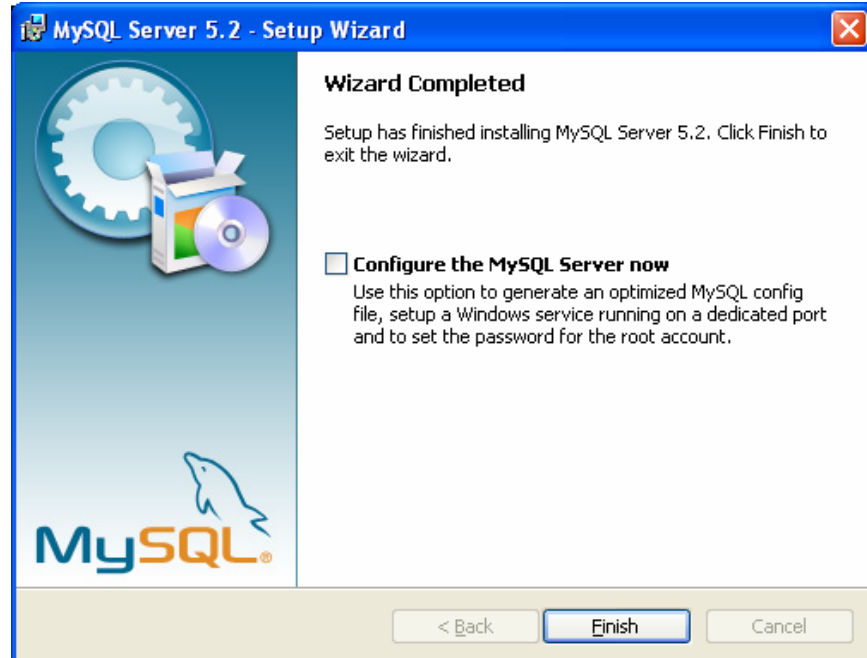 MySQL Server 5.2 - Setup Wizard
Wizard Completed
Setup has finished installing MySQL Server 5.2. Click Finish to
exit the wizard.
Configure the MySQL Server now
Use this option to generate an optimized MySQL config
file, setup a Windows service running on a dedicated port
and to set the password for the root account.
MySQL®
< Back
Finish
Cancel